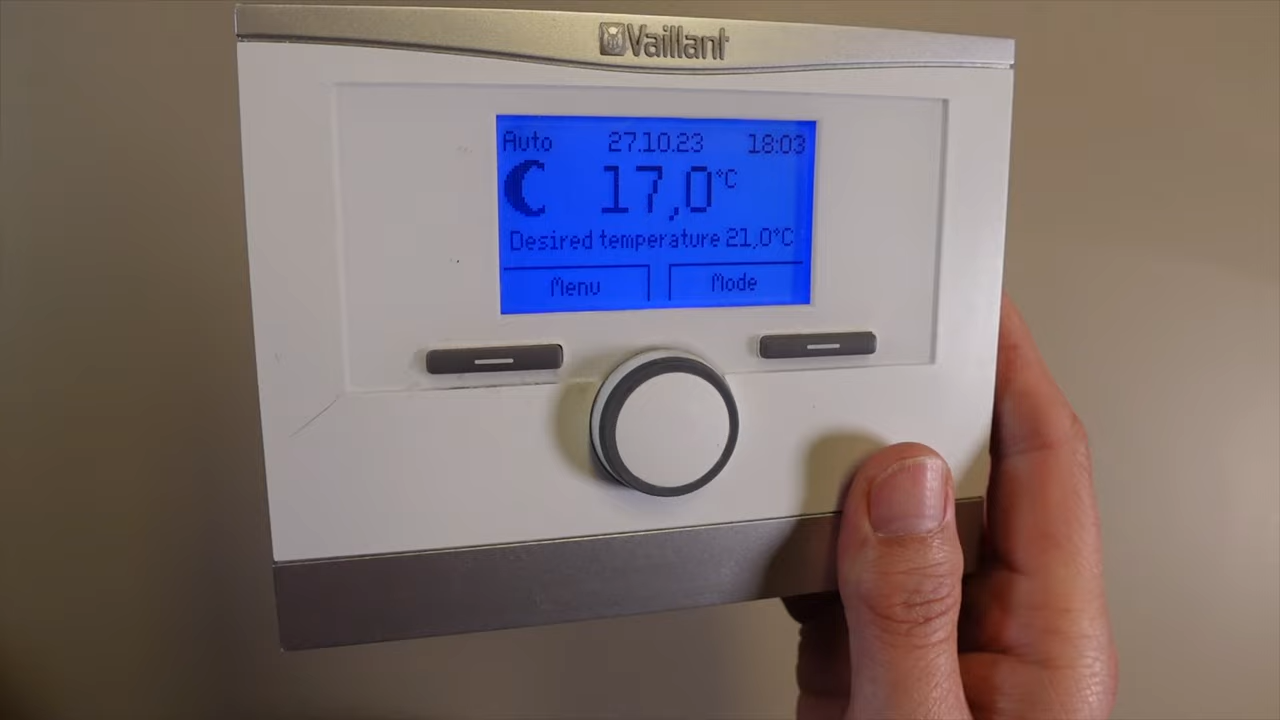 Vaillant
Auto 27.10.23 18:03
17,0°C
Desired temperature 21,0°C
Menu Mode